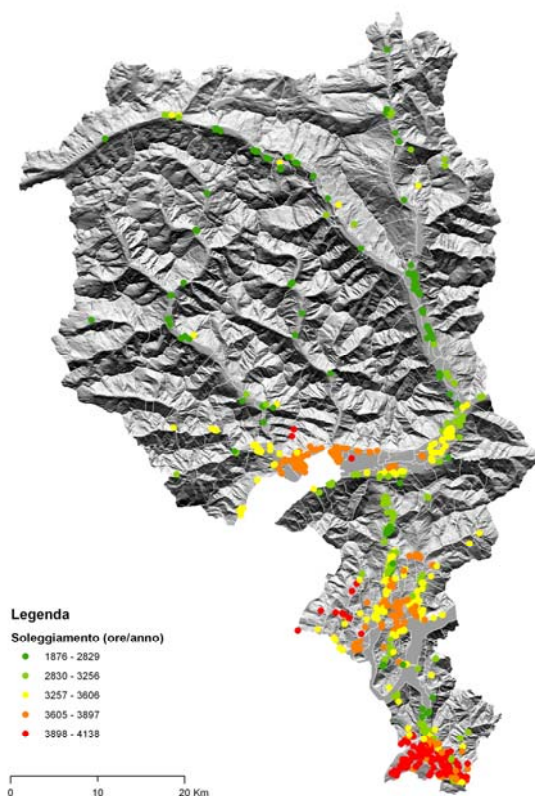 Legenda
Soleggiamento (ore/anno)
1876 - 2829
2830 - 3256
3257 - 3606
3605 - 3897
3898 - 4138
0 10 20 Km